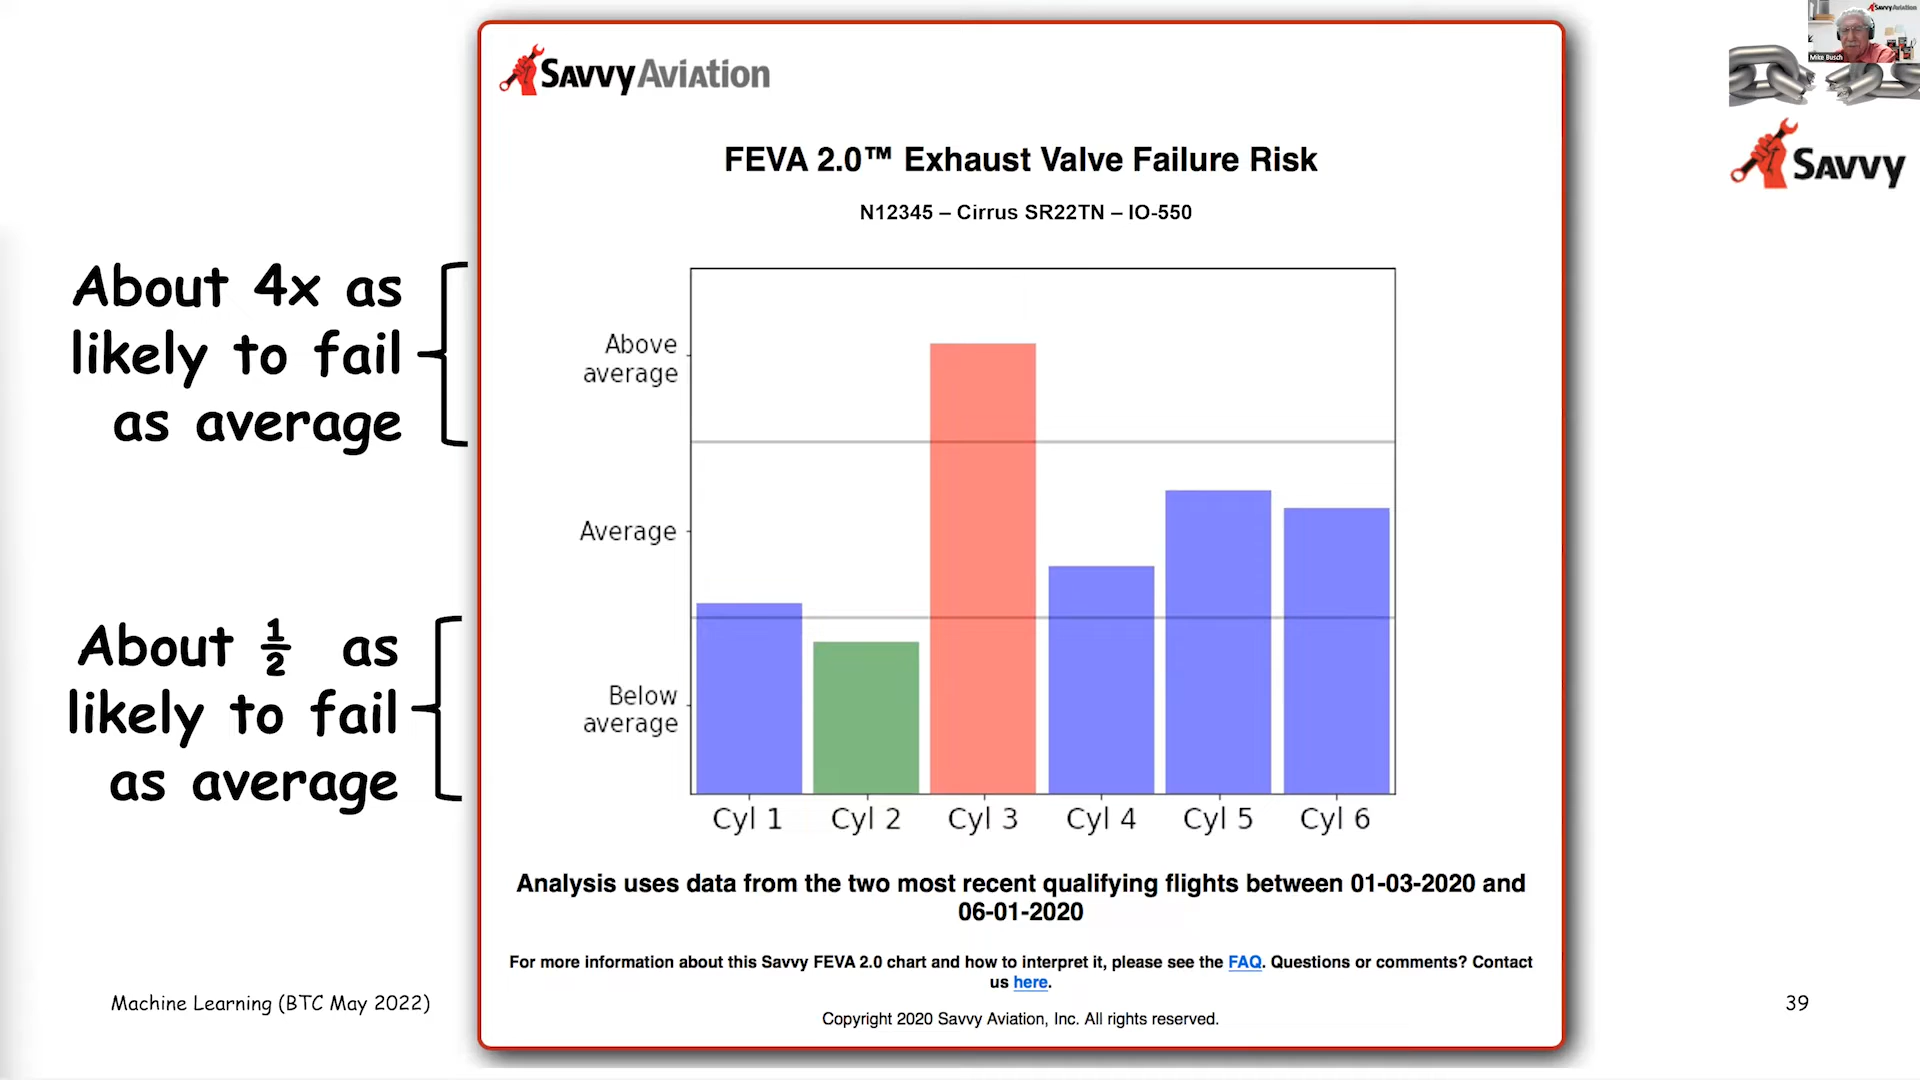 About 4x as
likely to fail
as average
About ½ as
likely to fail
as average
SAVVY Aviation
FEVA 2.0™ Exhaust Valve Failure Risk
N12345 – Cirrus SR22TN – IO-550
Above
average
Average
Below
average
Cyl 1 Cyl 2 Cyl 3 Cyl 4 Cyl 5 Cyl 6
Analysis uses data from the two most recent qualifying flights between 01-03-2020 and
06-01-2020
For more information about this Savvy FEVA 2.0 chart and how to interpret it, please see the FAQ. Questions or comments? Contact
us here.
Copyright 2020 Savvy Aviation, Inc. All rights reserved.
SavvyAviation
Mike Busch
SAVVY
Machine Learning (BTC May 2022)
39